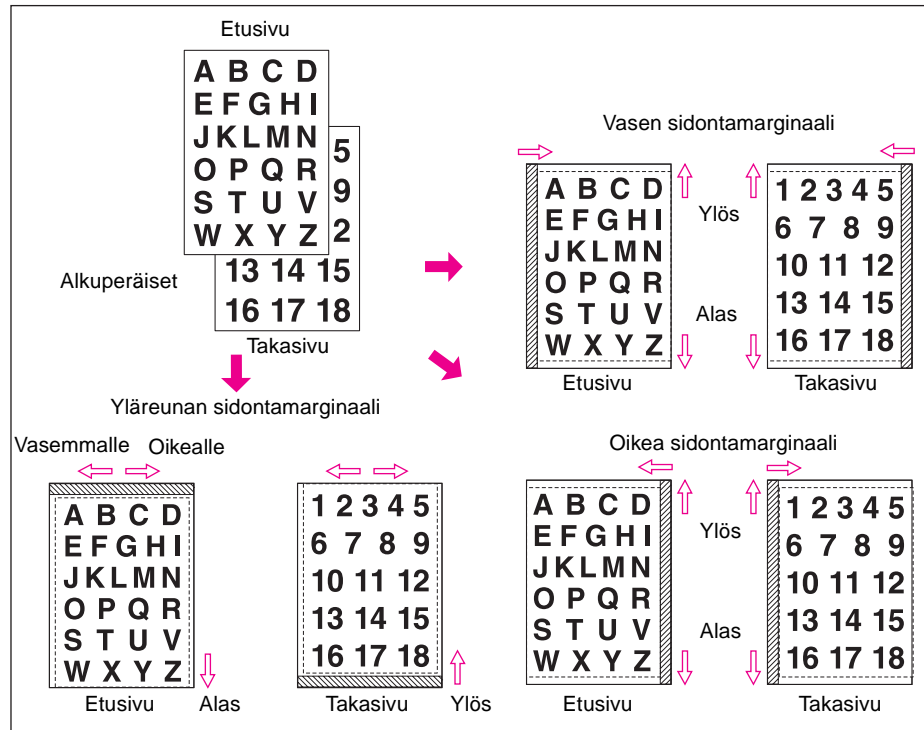 Etusivu
A B C D
E F G H I
J K L M N
O P Q R
S T U V
W X Y Z
5
9
2
13 14 15
16 17 18
Alkuperäiset
Takasivu
Vasen sidontamarginaali
A B C D
E F G H I
J K L M N
O P Q R
S T U V
W X Y Z
Etusivu
Ylös
Alas
1 2 3 4 5
6 7 8 9
10 11 12
13 14 15
16 17 18
Takasivu
Yläreunan sidontamarginaali
Vasemmalle Oikealle
A B C D
E F G H I
J K L M N
O P Q R
S T U V
W X Y Z
Etusivu
Alas
1 2 3 4 5
6 7 8 9
10 11 12
13 14 15
16 17 18
Takasivu
Ylös
Oikea sidontamarginaali
A B C D
E F G H I
J K L M N
O P Q R
S T U V
W X Y Z
Etusivu
Ylös
Alas
1 2 3 4 5
6 7 8 9
10 11 12
13 14 15
16 17 18
Takasivu